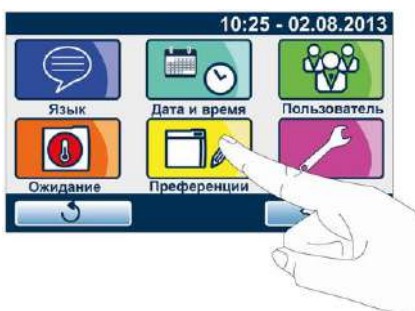 10:25 - 02.08.2013
Язык Дата и время Пользователь
Ожидание Преференции